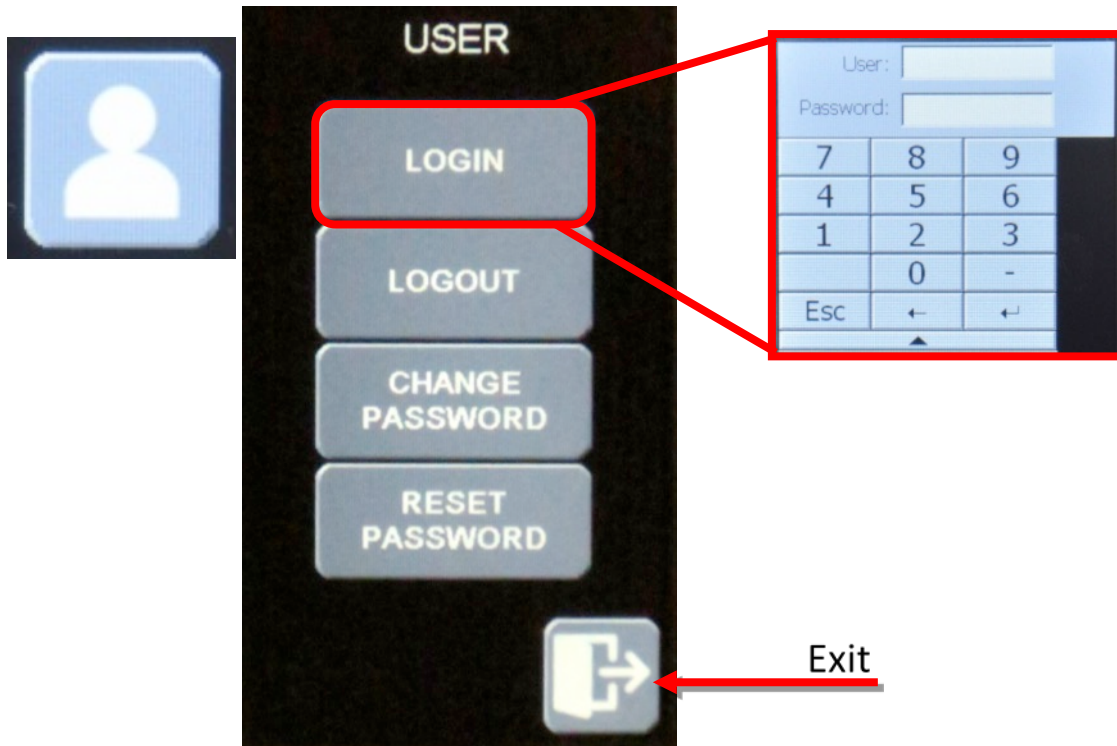 USER
LOGIN
LOGOUT
CHANGE
PASSWORD
RESET
PASSWORD
User:
Password:
7 8 9
4 5 6
1 2 3
0 -
Esc ← ↵
▲
Exit